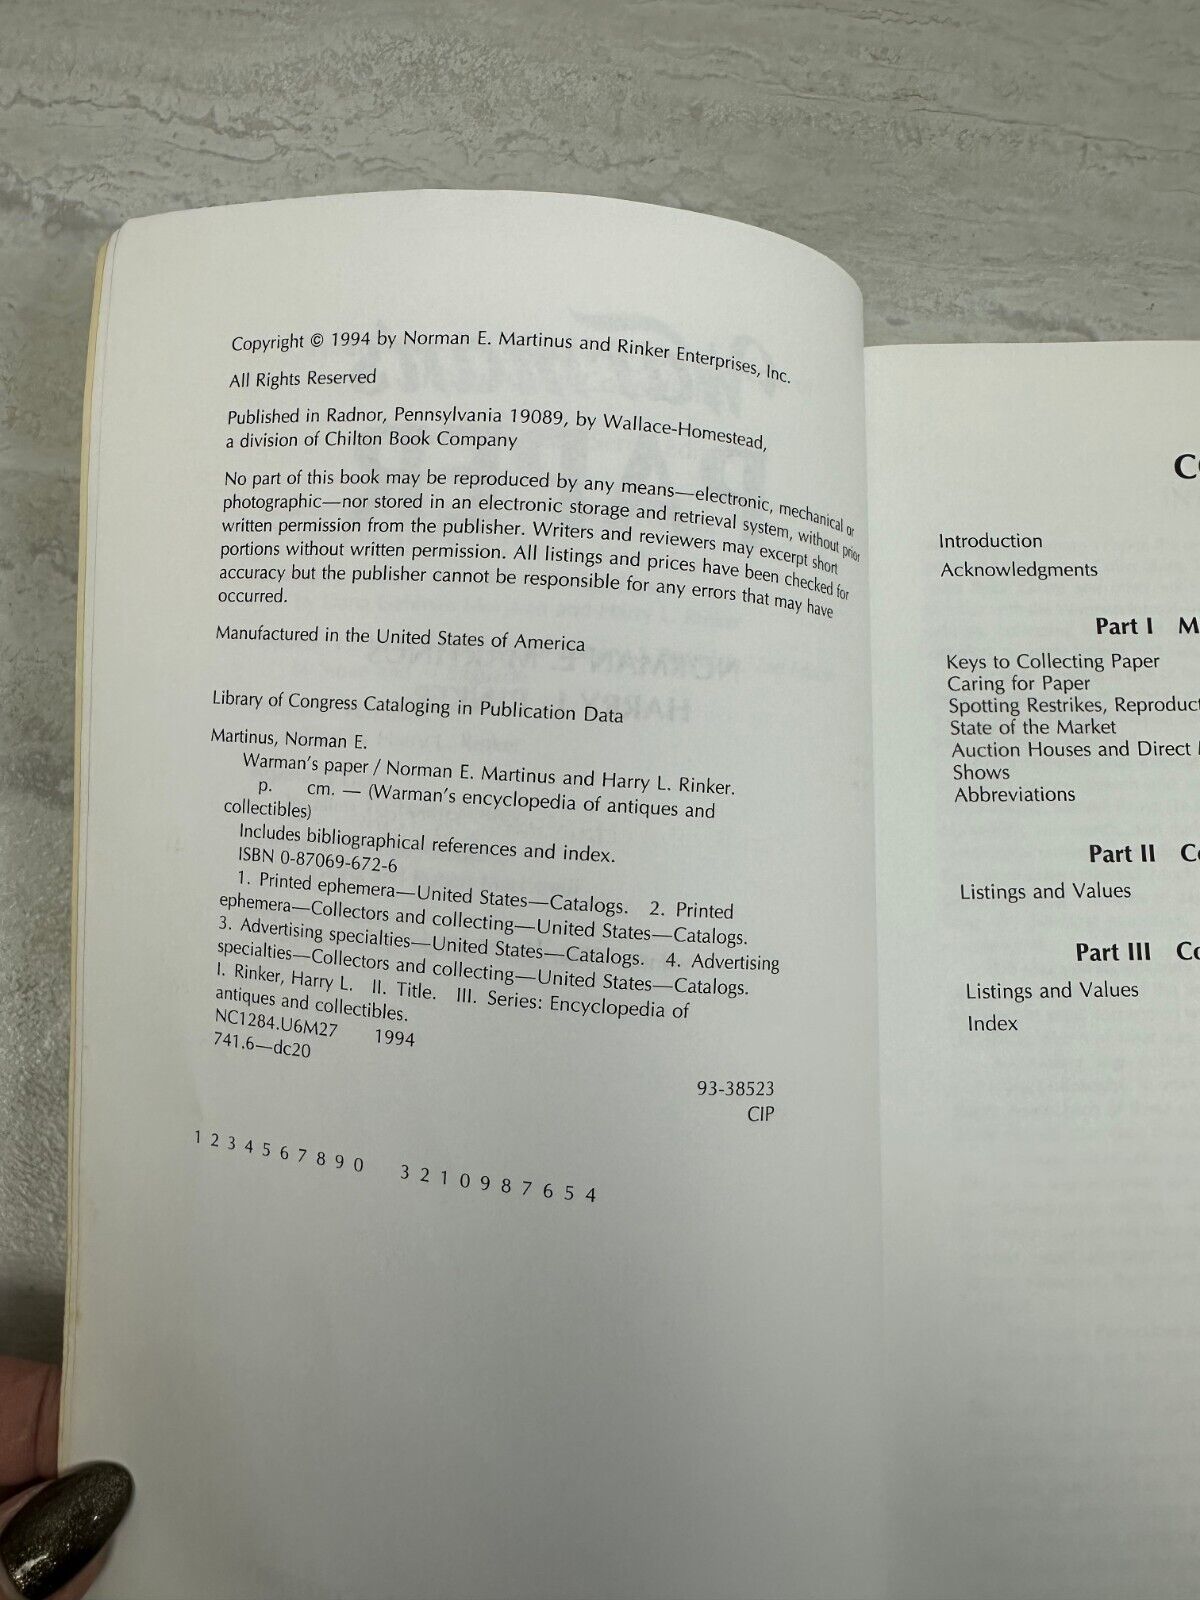 Copyright © 1994 by Norman E. Martinus and Rinker Enterprises, Inc.
All Rights Reserved
Published in Radnor, Pennsylvania 19089, by Wallace-Homestead,
a division of Chilton Book Company
No part of this book may be reproduced by any means—electronic, mechanical or
photographic—nor stored in an electronic storage and retrieval system, without prior
written permission from the publisher. Writers and reviewers may excerpt short
portions without written permission. All listings and prices have been checked for
accuracy but the publisher cannot be responsible for any errors that may have
occurred.
Manufactured in the United States of America
Library of Congress Cataloging in Publication Data
Martinus, Norman E.
Warman's paper / Norman E. Martinus and Harry L. Rinker.
p. cm. — (Warman's encyclopedia of antiques and
collectibles)
Includes bibliographical references and index.
ISBN 0-87069-672-6
1. Printed ephemera—United States—Catalogs. 2. Printed
ephemera—Collectors and collecting—United States—Catalogs.
3. Advertising specialties—United States—Catalogs. 4. Advertising
specialties—Collectors and collecting—United States—Catalogs.
I. Rinker, Harry L. II. Title. III. Series: Encyclopedia of
antiques and collectibles.
NC1284.U6M27 1994
741.6—dc20
93-38523
CIP
1 2 3 4 5 6 7 8 9 0 3 2 1 0 9 8 7 6 5 4
Introduction
Acknowledgments
Part I
Keys to Collecting Paper
Caring for Paper
Spotting Restrikes,
State of the Market
Auction Houses and Direct
Shows
Abbreviations
Part II
Listings and Values
Part III
Listings and Values
Index